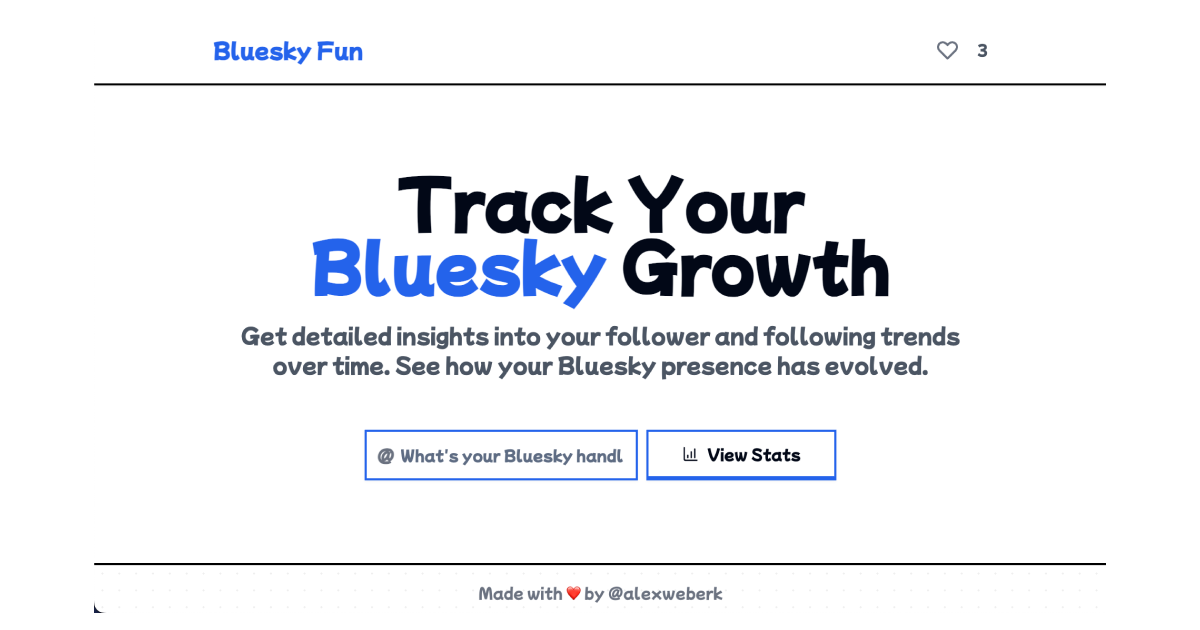 Bluesky Fun
3
Track Your
Bluesky Growth
Get detailed insights into your follower and following trends
over time. See how your Bluesky presence has evolved.
@ What's your Bluesky handl
View Stats
Made with ❤️ by @alexweberk